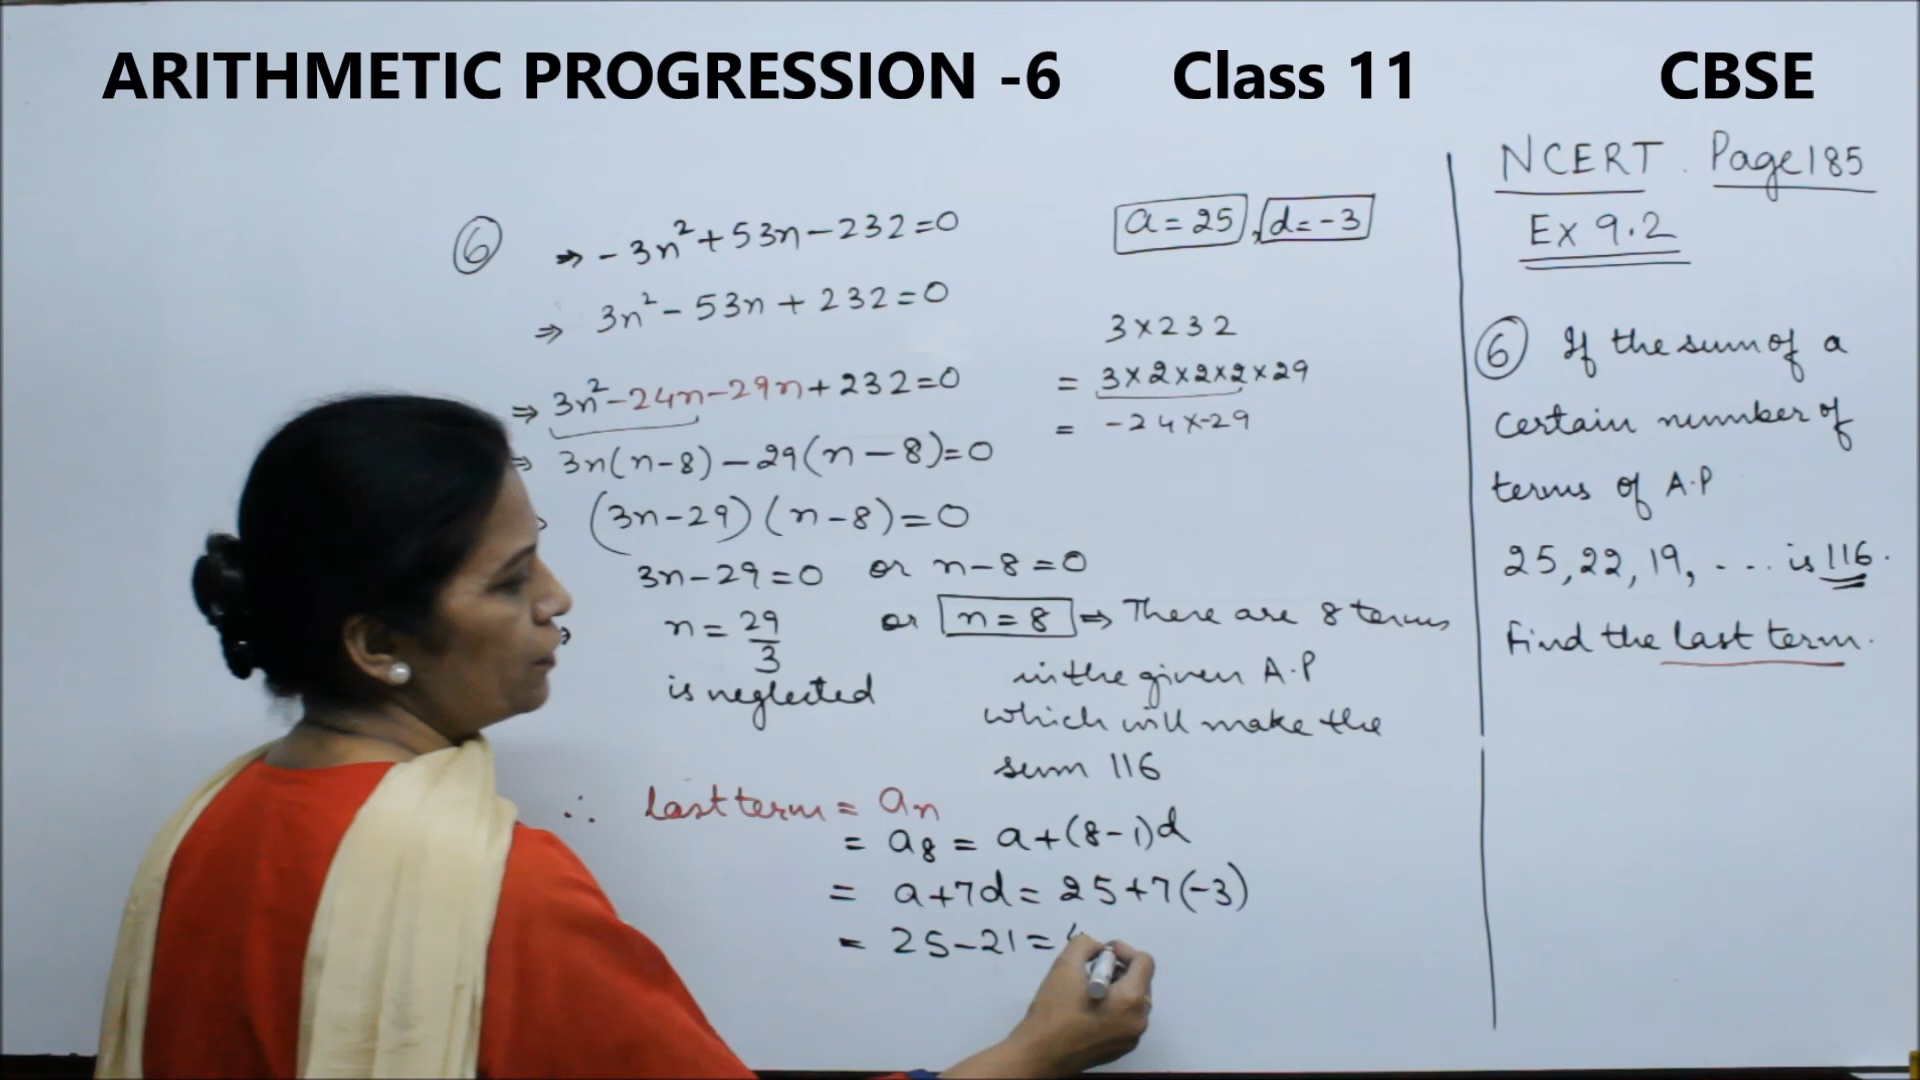 ARITHMETIC PROGRESSION -6 Class 11 CBSE
NCERT. Page 185
Ex 9.2
⑥ If the sum of a
certain number of
terms of A.P
25, 22, 19, .... is 116.
Find the last term.
⑥ ⇒ -3n²+53n-232=0
a=25, d=-3
⇒ 3n²-53n+232=0
3×232
⇒ 3n²-24n-29n+232=0
= 3×2×2×2×29
= -24×-29
⇒ 3n(n-8)-29(n-8)=0
(3n-29)(n-8)=0
3n-29=0 or n-8=0
n=29/3 or n=8 ⇒ There are 8 terms
is neglected
in the given A.P
which will make the
sum 116
∴ last term = an
= a8 = a+(8-1)d
= a+7d = 25+7(-3)
= 25-21=